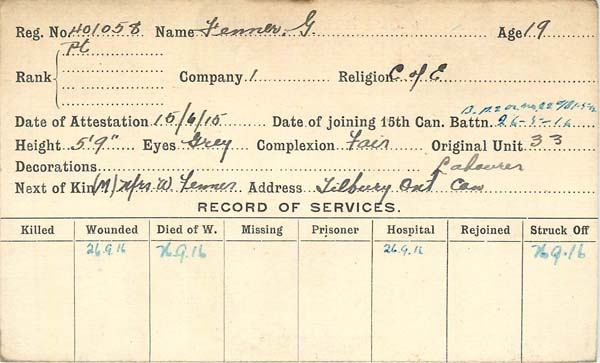 Reg. No. 401058 Name Fenner, G. Age 19
Rank Pt Company 1 Religion C of E
B.
Date of Attestation 15/6/15 Date of joining 15th Can. Battn. 26-5-16
Height 5'9" Eyes Grey Complexion Fair Original Unit 33
Decorations Labourer
Next of Kin (M) Mrs W. Fenner Address Tilbury Ont Can
RECORD OF SERVICES.
Killed Wounded Died of W. Missing Prisoner Hospital Rejoined Struck Off
26.9.16 26.9.16 26.9.16 26.9.16